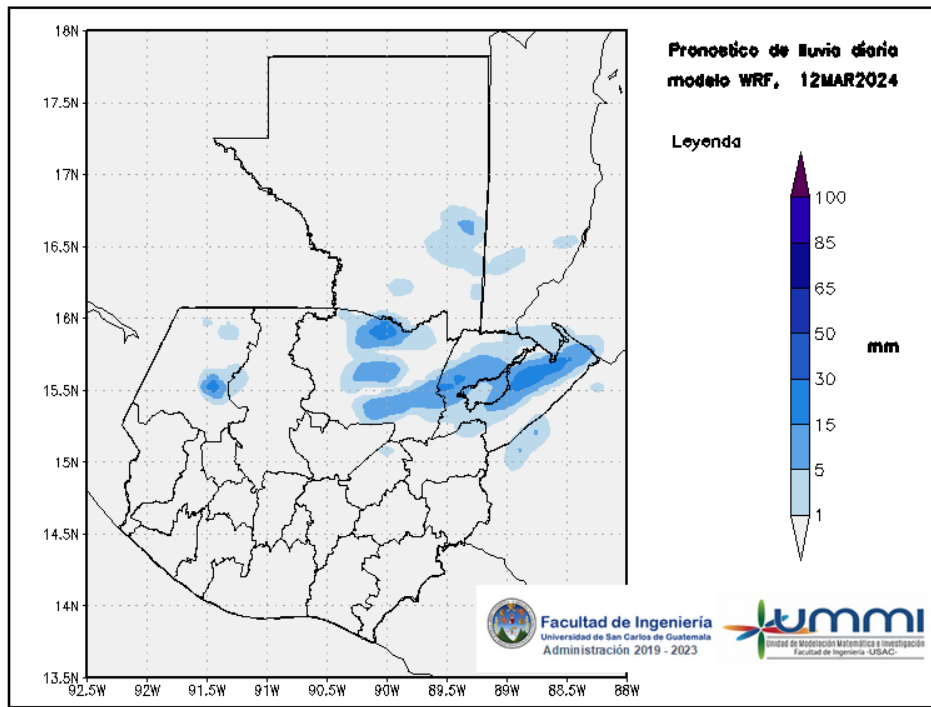 Pronostico de lluvia diaria
modelo WRF, 12MAR2024
Leyenda
100
85
65
50
30
15
5
1
mm
18N
17.5N
17N
16.5N
16N
15.5N
15N
14.5N
14N
13.5N
92.5W
92W
91.5W
91W
90.5W
90W
89.5W
89W
88.5W
88W
Facultad de Ingeniería
Universidad de San Carlos de Guatemala
Administración 2019 - 2023
UMMI
Unidad de Modelación Matemática e Investigación
Facultad de Ingeniería -USAC-